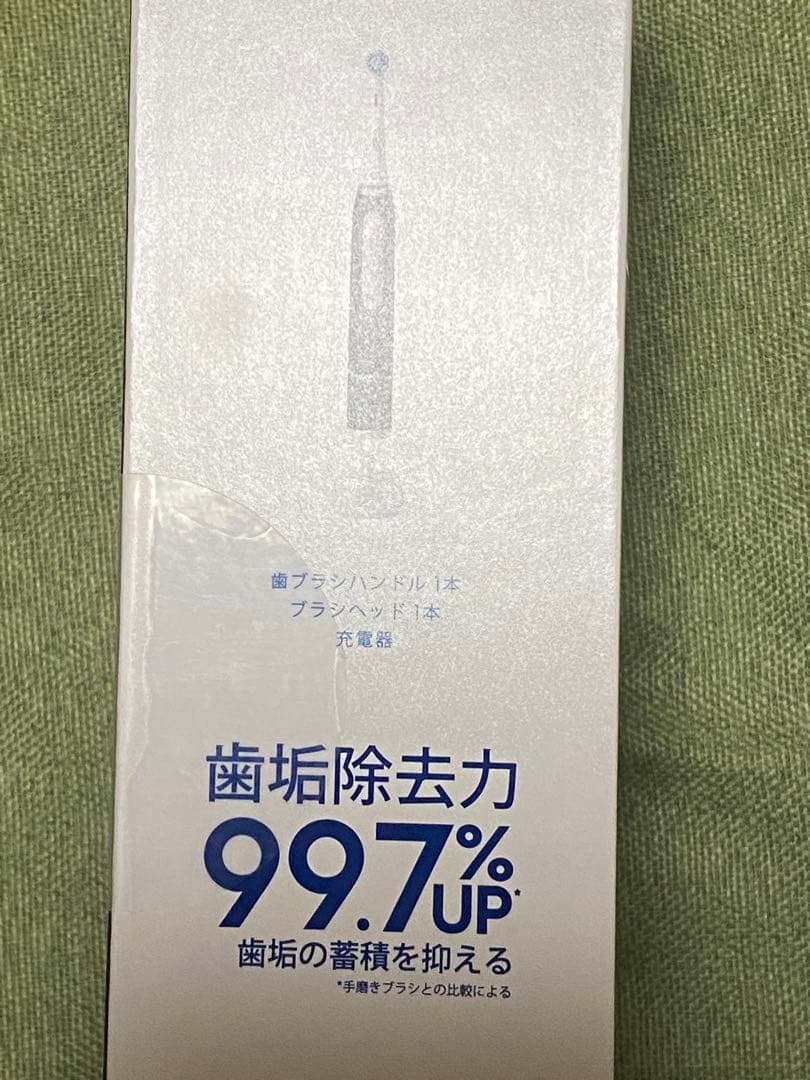 歯ブラシハンドル 1本
ブラシヘッド 1本
充電器
歯垢除去力
99.7%UP*
歯垢の蓄積を抑える
*手磨きブラシとの比較による